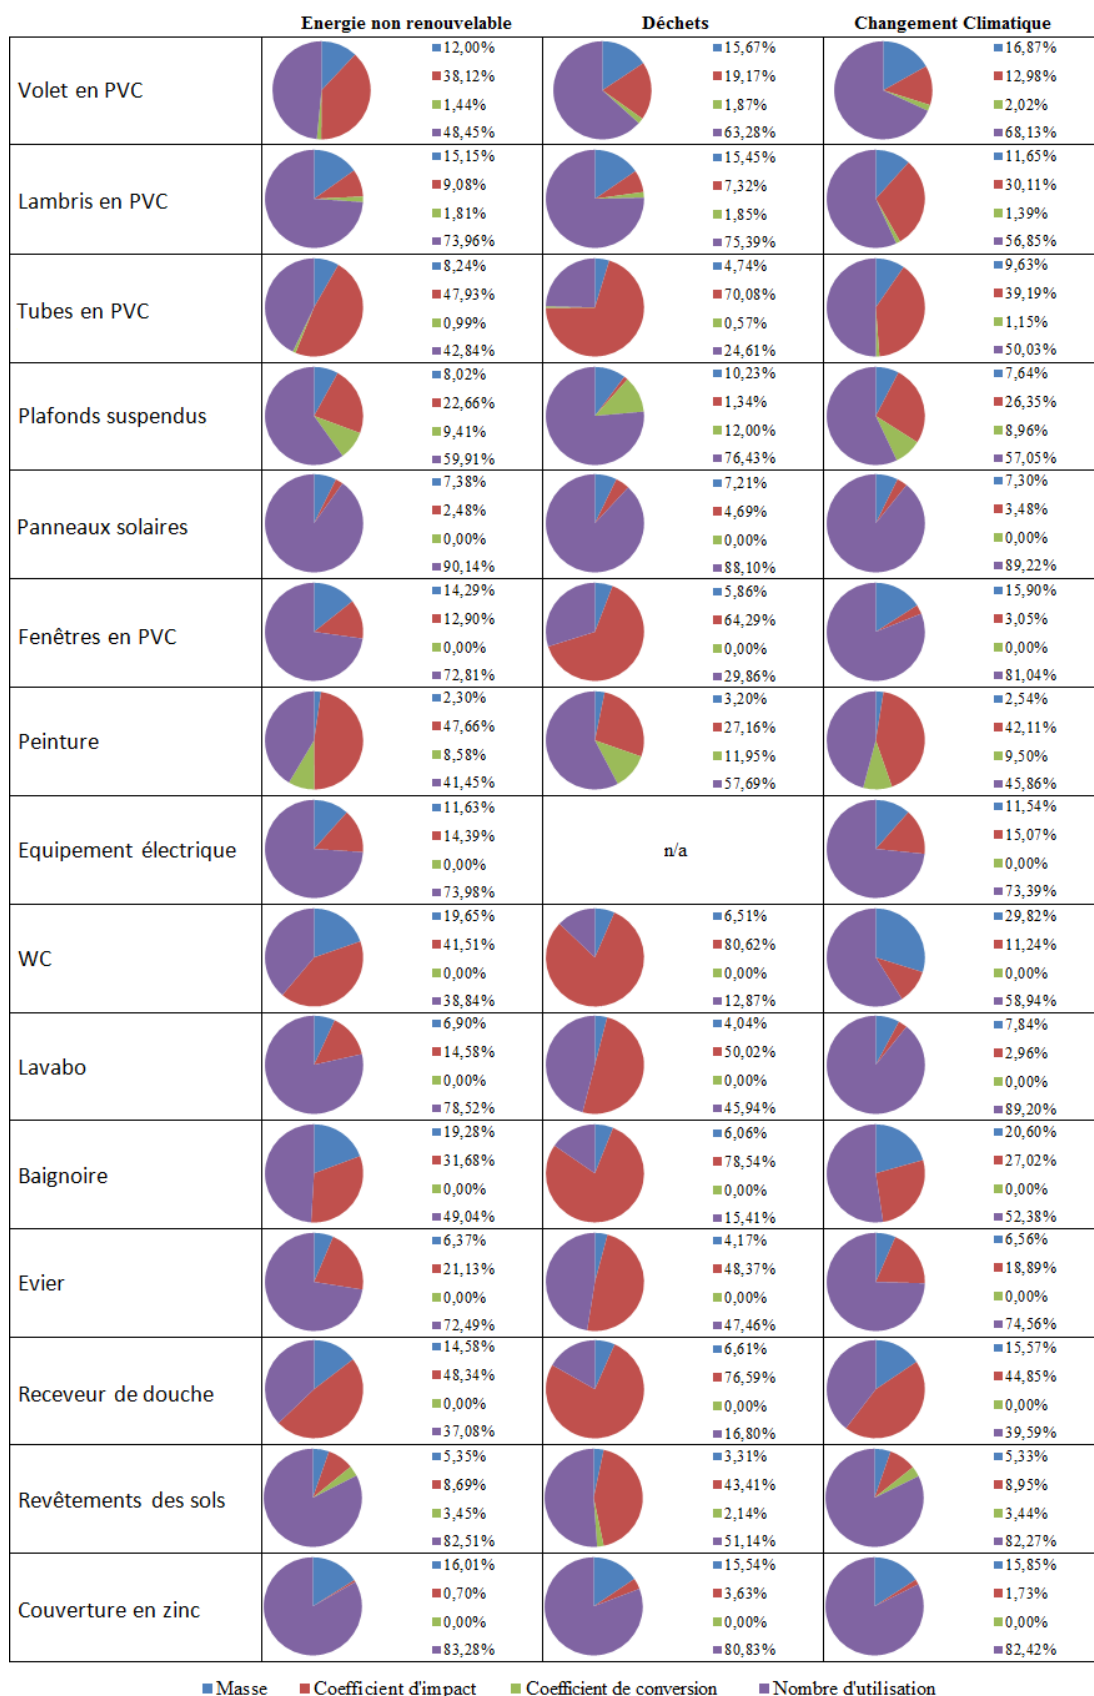 Energie non renouvelable Déchets Changement Climatique
Volet en PVC
12,00% 15,67% 16,87%
38,12% 19,17% 12,98%
1,44% 1,87% 2,02%
48,45% 63,28% 68,13%
Lambris en PVC
15,15% 15,45% 11,65%
9,08% 7,32% 30,11%
1,81% 1,85% 1,39%
73,96% 75,39% 56,85%
Tubes en PVC
8,24% 4,74% 9,63%
47,93% 70,08% 39,19%
0,99% 0,57% 1,15%
42,84% 24,61% 50,03%
Plafonds suspendus
8,02% 10,23% 7,64%
22,66% 1,34% 26,35%
9,41% 12,00% 8,96%
59,91% 76,43% 57,05%
Panneaux solaires
7,38% 7,21% 7,30%
2,48% 4,69% 3,48%
0,00% 0,00% 0,00%
90,14% 88,10% 89,22%
Fenêtres en PVC
14,29% 5,86% 15,90%
12,90% 64,29% 3,05%
0,00% 0,00% 0,00%
72,81% 29,86% 81,04%
Peinture
2,30% 3,20% 2,54%
47,66% 27,16% 42,11%
8,58% 11,95% 9,50%
41,45% 57,69% 45,86%
Equipement électrique
11,63% n/a 11,54%
14,39% 15,07%
0,00% 0,00%
73,98% 73,39%
WC
19,65% 6,51% 29,82%
41,51% 80,62% 11,24%
0,00% 0,00% 0,00%
38,84% 12,87% 58,94%
Lavabo
6,90% 4,04% 7,84%
14,58% 50,02% 2,96%
0,00% 0,00% 0,00%
78,52% 45,94% 89,20%
Baignoire
19,28% 6,06% 20,60%
31,68% 78,54% 27,02%
0,00% 0,00% 0,00%
49,04% 15,41% 52,38%
Evier
6,37% 4,17% 6,56%
21,13% 48,37% 18,89%
0,00% 0,00% 0,00%
72,49% 47,46% 74,56%
Receveur de douche
14,58% 6,61% 15,57%
48,34% 76,59% 44,85%
0,00% 0,00% 0,00%
37,08% 16,80% 39,59%
Revêtements des sols
5,35% 3,31% 5,33%
8,69% 43,41% 8,95%
3,45% 2,14% 3,44%
82,51% 51,14% 82,27%
Couverture en zinc
16,01% 15,54% 15,85%
0,70% 3,63% 1,73%
0,00% 0,00% 0,00%
83,28% 80,83% 82,42%
Masse Coefficient d'impact Coefficient de conversion Nombre d'utilisation